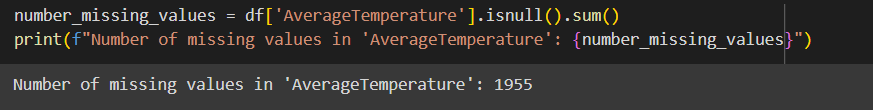 number_missing_values = df['AverageTemperature'].isnull().sum()
print(f"Number of missing values in 'AverageTemperature': {number_missing_values}")
Number of missing values in 'AverageTemperature': 1955